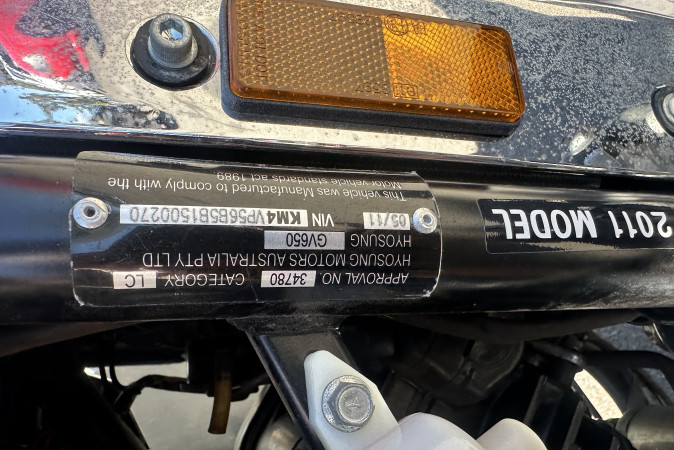 APPROVAL NO. 34780 CATEGORY LC
HYOSUNG MOTORS AUSTRALIA PTY LTD
HYOSUNG GV650
05/11 VIN KM4VPS6B5B1500270
This vehicle was Manufactured to comply with the
Motor vehicle standards act 1989
2011 MODEL